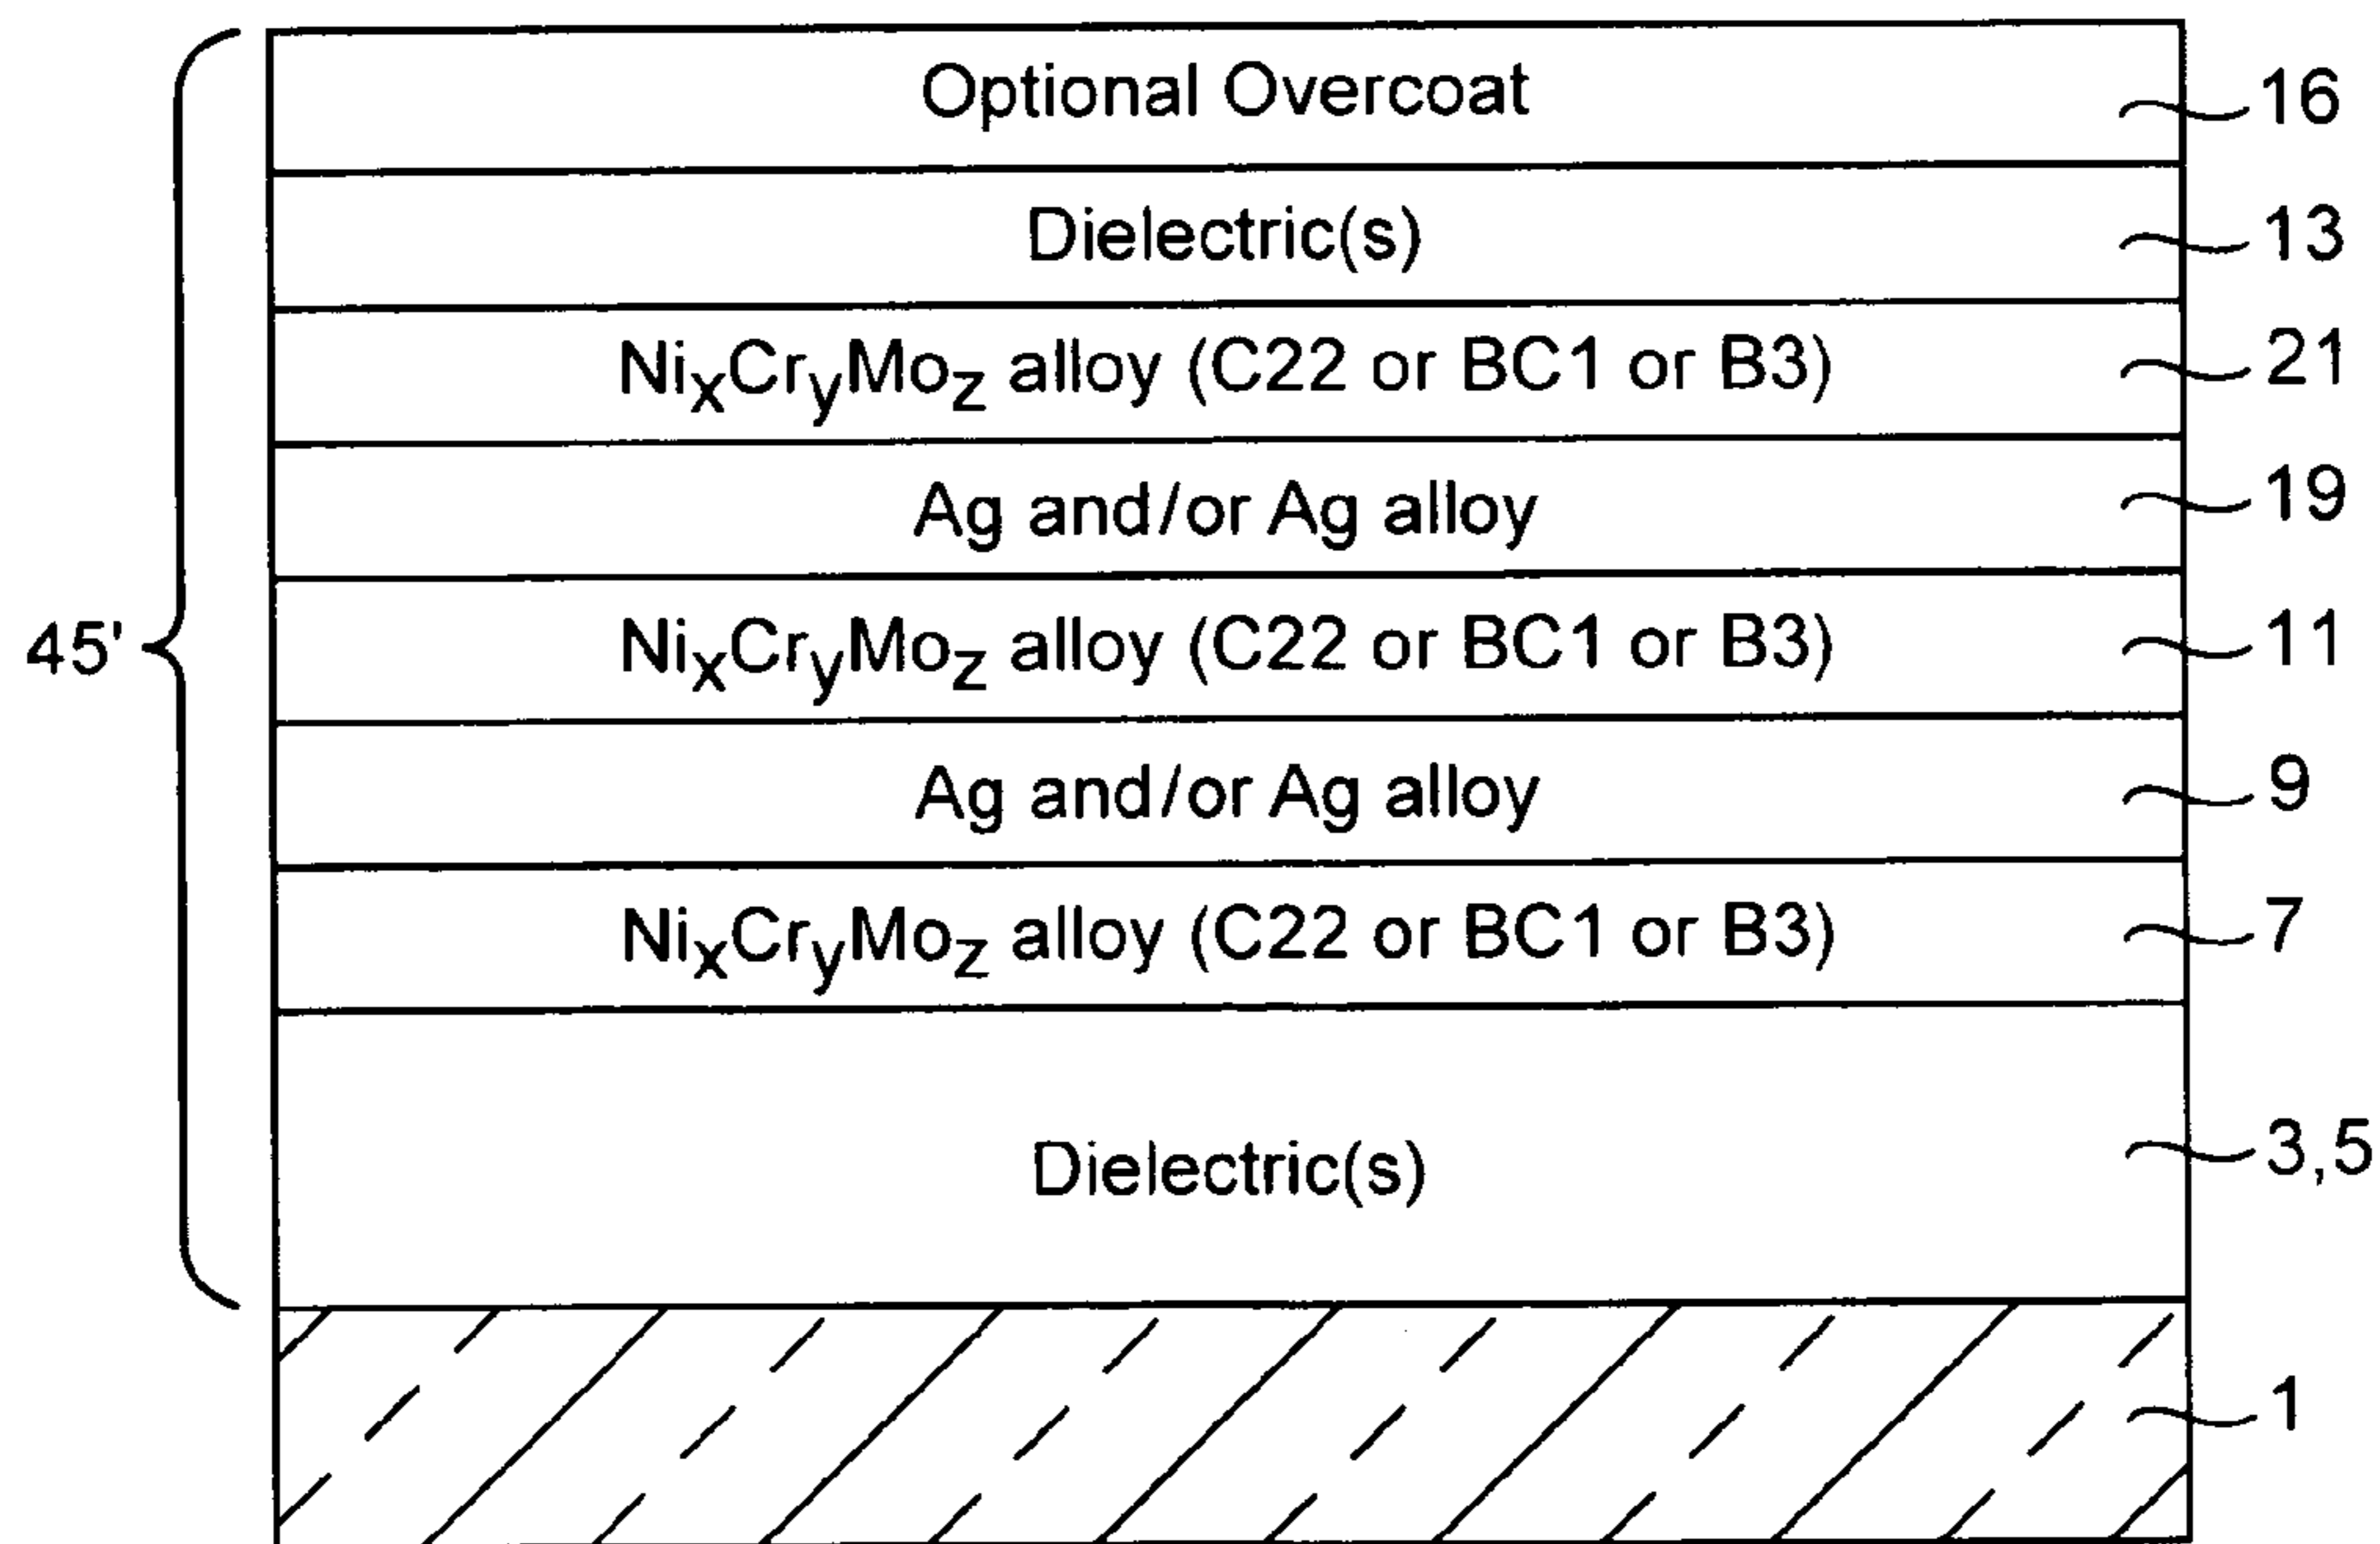 Optional Overcoat 16
Dielectric(s) 13
NixCryMoz alloy (C22 or BC1 or B3) 21
Ag and/or Ag alloy 19
45' NixCryMoz alloy (C22 or BC1 or B3) 11
Ag and/or Ag alloy 9
NixCryMoz alloy (C22 or BC1 or B3) 7
Dielectric(s) 3,5
1